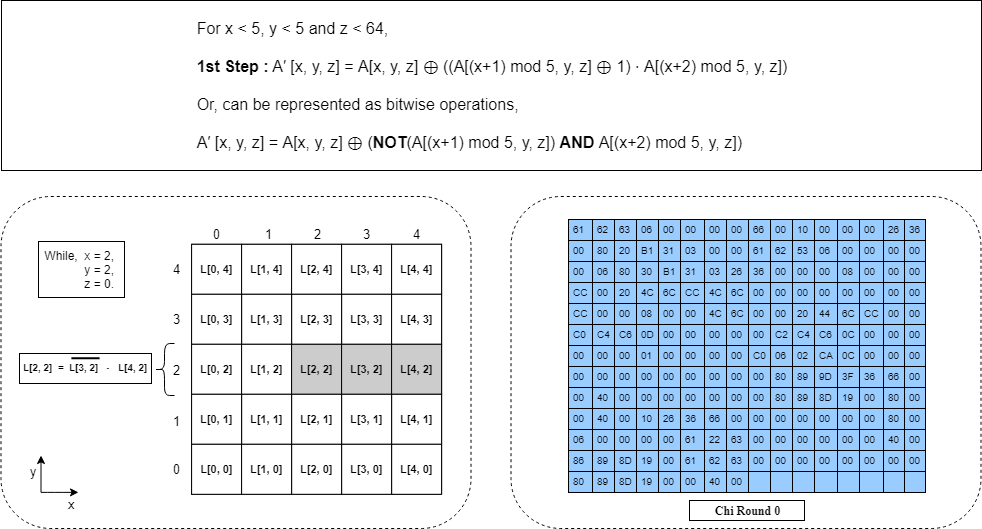 For x < 5, y < 5 and z < 64,
1st Step : A′ [x, y, z] = A[x, y, z] ⊕ ((A[(x+1) mod 5, y, z] ⊕ 1) · A[(x+2) mod 5, y, z])
Or, can be represented as bitwise operations,
A′ [x, y, z] = A[x, y, z] ⊕ (NOT(A[(x+1) mod 5, y, z]) AND A[(x+2) mod 5, y, z])
While, x = 2,
y = 2,
z = 0.
0 1 2 3 4
4 L[0, 4] L[1, 4] L[2, 4] L[3, 4] L[4, 4]
3 L[0, 3] L[1, 3] L[2, 3] L[3, 3] L[4, 3]
L[2, 2] = L[3, 2] · L[4, 2]
2 L[0, 2] L[1, 2] L[2, 2] L[3, 2] L[4, 2]
1 L[0, 1] L[1, 1] L[2, 1] L[3, 1] L[4, 1]
0 L[0, 0] L[1, 0] L[2, 0] L[3, 0] L[4, 0]
y
x
61 62 63 06 00 00 00 00 66 00 10 00 00 00 26 36
00 80 20 B1 31 03 00 00 61 62 53 06 00 00 00 00
00 06 80 30 B1 31 03 26 36 00 00 00 08 00 00 00
CC 00 20 4C 6C CC 4C 6C 00 00 00 00 00 00 00 00
CC 00 00 08 00 00 4C 6C 00 00 20 44 6C CC 00 00
C0 C4 C6 0D 00 00 00 00 00 C2 C4 C6 0C 00 00 00
00 00 00 01 00 00 00 00 C0 06 02 CA 0C 00 00 00
00 00 00 00 00 00 00 00 00 80 89 9D 3F 36 66 00
00 40 00 00 00 00 00 00 00 80 89 8D 19 00 80 00
00 40 00 10 26 36 66 00 00 00 00 00 00 00 80 00
06 00 00 00 00 61 22 63 00 00 00 00 00 00 40 00
86 89 8D 19 00 61 62 63 00 00 00 00 00 00 00 00
80 89 8D 19 00 00 40 00
Chi Round 0